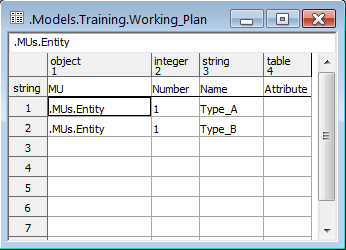 .Models.Training.Working_Plan
.MUs.Entity
object integer string table
1 2 3 4
string MU Number Name Attribute
1 .MUs.Entity 1 Type_A
2 .MUs.Entity 1 Type_B
3
4
5
6
7